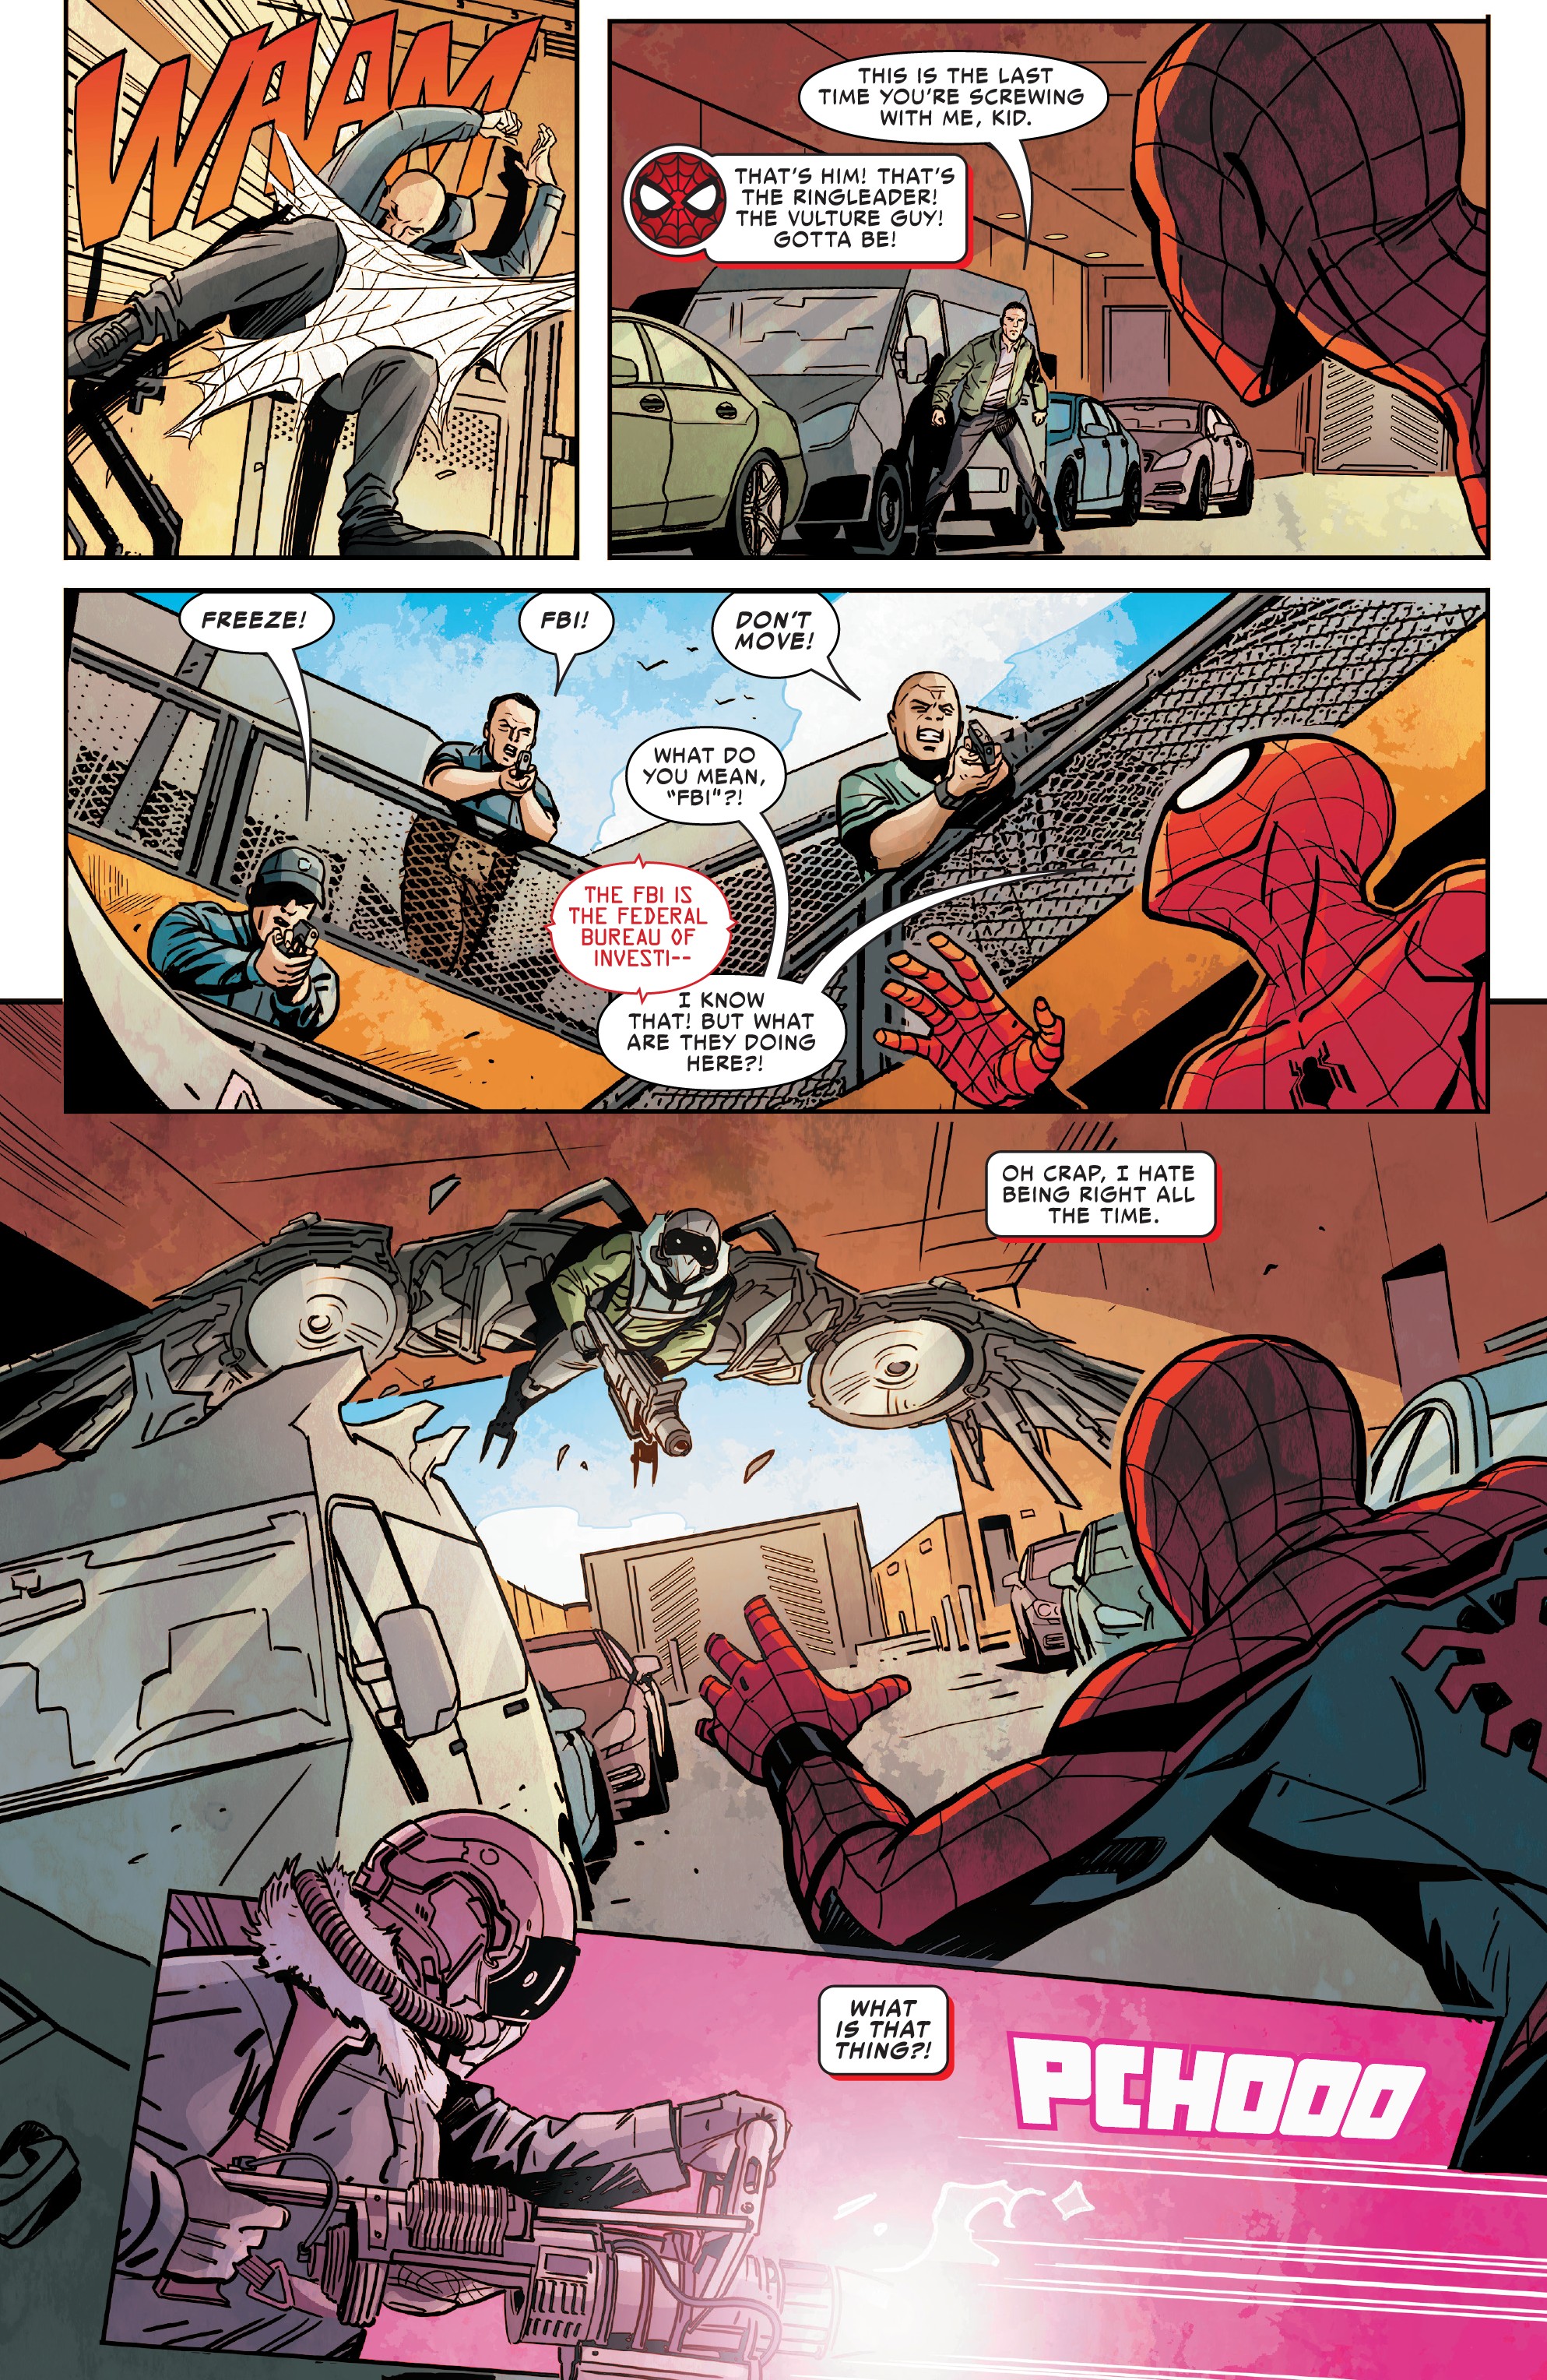 WAAM
THIS IS THE LAST
TIME YOU'RE SCREWING
WITH ME, KID.
THAT'S HIM! THAT'S
THE RINGLEADER!
THE VULTURE GUY!
GOTTA BE!
FREEZE!
FBI!
DON'T
MOVE!
WHAT DO
YOU MEAN,
"FBI"?!
THE FBI IS
THE FEDERAL
BUREAU OF
INVESTI--
I KNOW
THAT! BUT WHAT
ARE THEY DOING
HERE?!
OH CRAP, I HATE
BEING RIGHT ALL
THE TIME.
WHAT
IS THAT
THING?!
PCHOOO